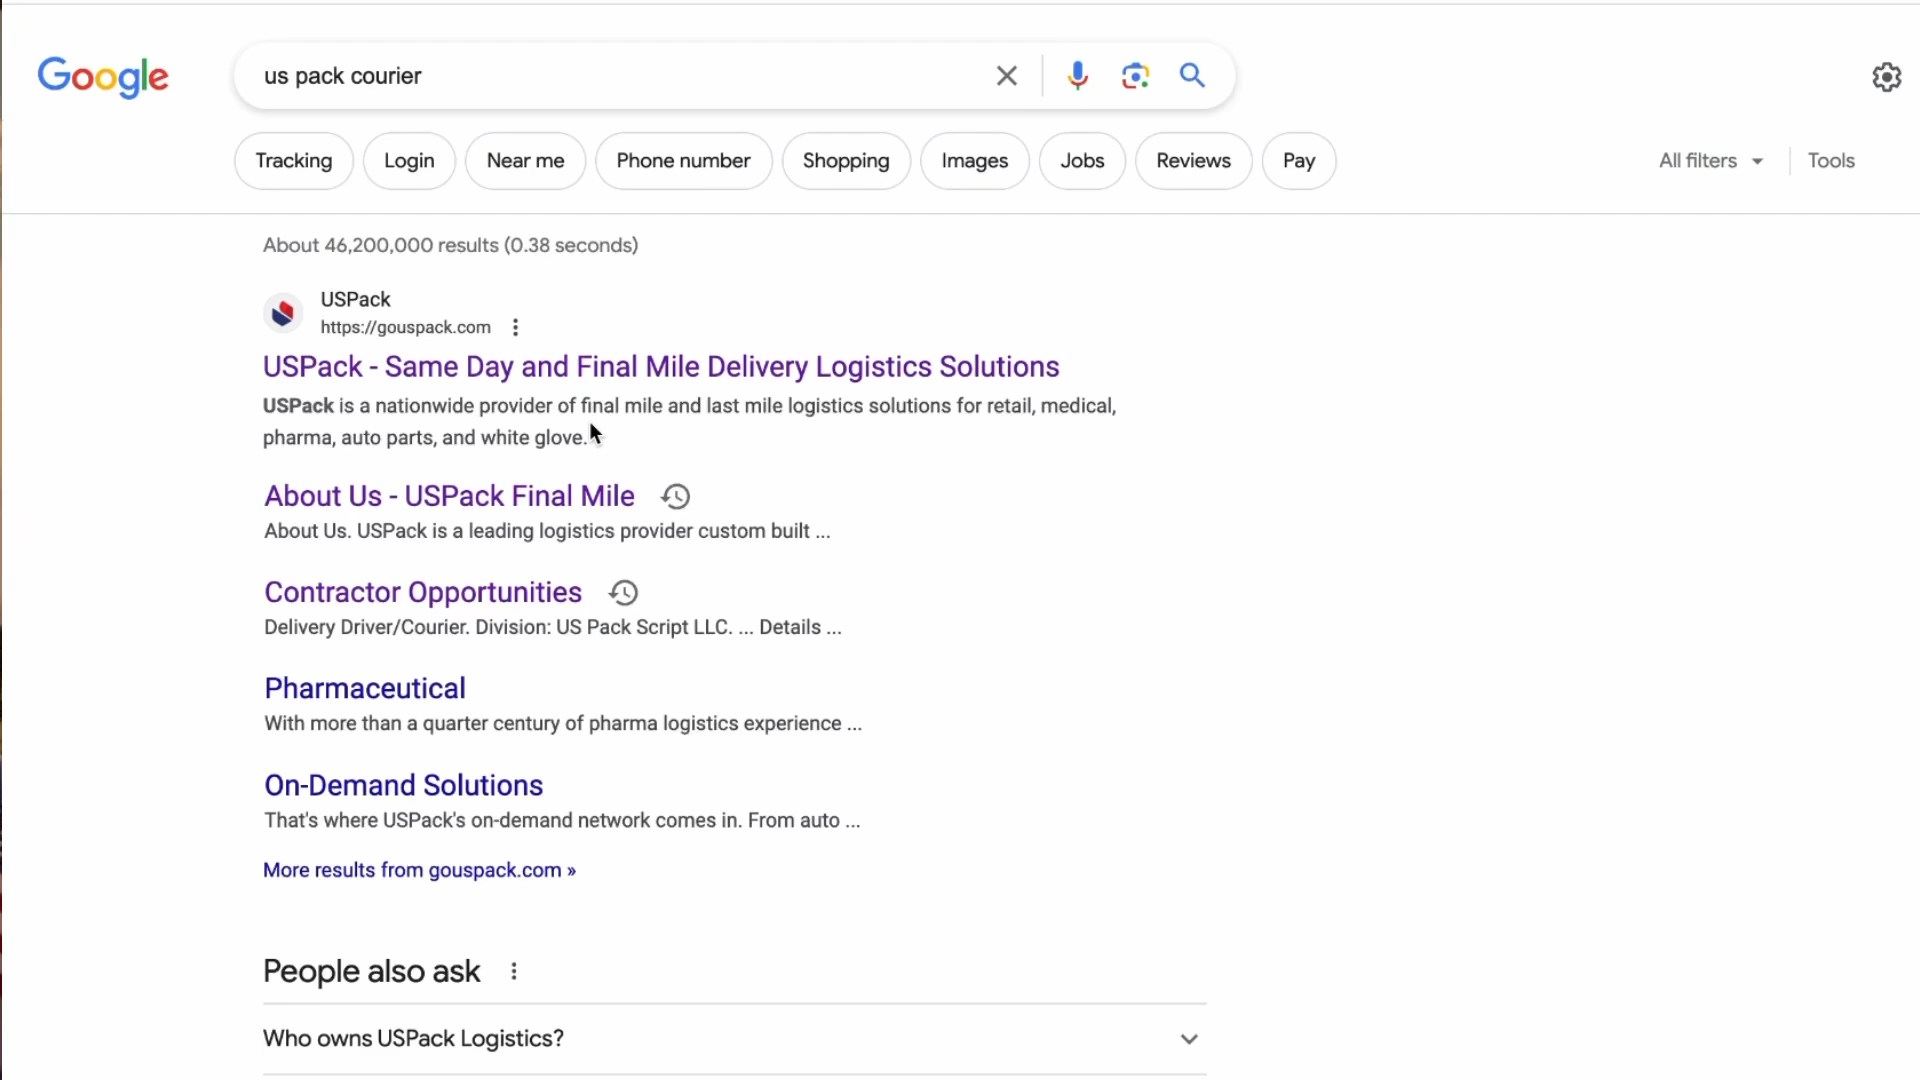 Google
us pack courier
Tracking
Login
Near me
Phone number
Shopping
Images
Jobs
Reviews
Pay
All filters
Tools
About 46,200,000 results (0.38 seconds)
USPack
https://gouspack.com
USPack - Same Day and Final Mile Delivery Logistics Solutions
USPack is a nationwide provider of final mile and last mile logistics solutions for retail, medical,
pharma, auto parts, and white glove.
About Us - USPack Final Mile
About Us. USPack is a leading logistics provider custom built ...
Contractor Opportunities
Delivery Driver/Courier. Division: US Pack Script LLC. ... Details ...
Pharmaceutical
With more than a quarter century of pharma logistics experience ...
On-Demand Solutions
That's where USPack's on-demand network comes in. From auto ...
More results from gouspack.com »
People also ask
Who owns USPack Logistics?